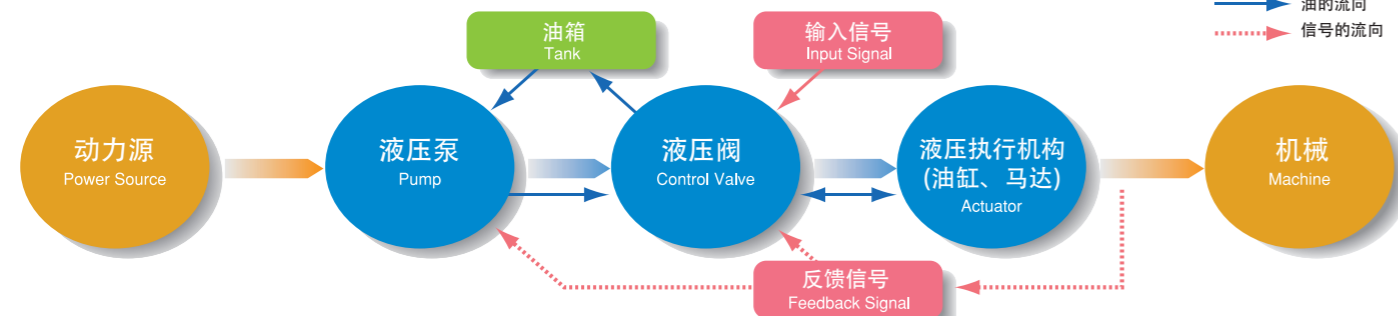 油的流向
信号的流向
油箱
Tank
输入信号
Input Signal
动力源
Power Source
液压泵
Pump
液压阀
Control Valve
液压执行机构
(油缸、马达)
Actuator
机械
Machine
反馈信号
Feedback Signal